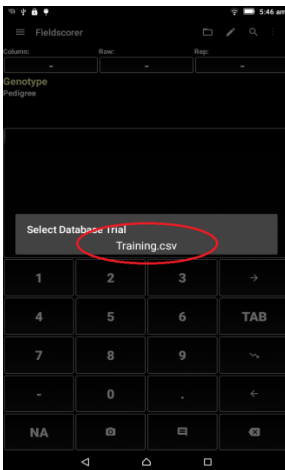 5:46 am
Fieldscorer
Column: Row: Rep:
- - -
Genotype
Pedigree
Select Database Trial
Training.csv
1 2 3 →
4 5 6 TAB
7 8 9
- 0 . ←
NA